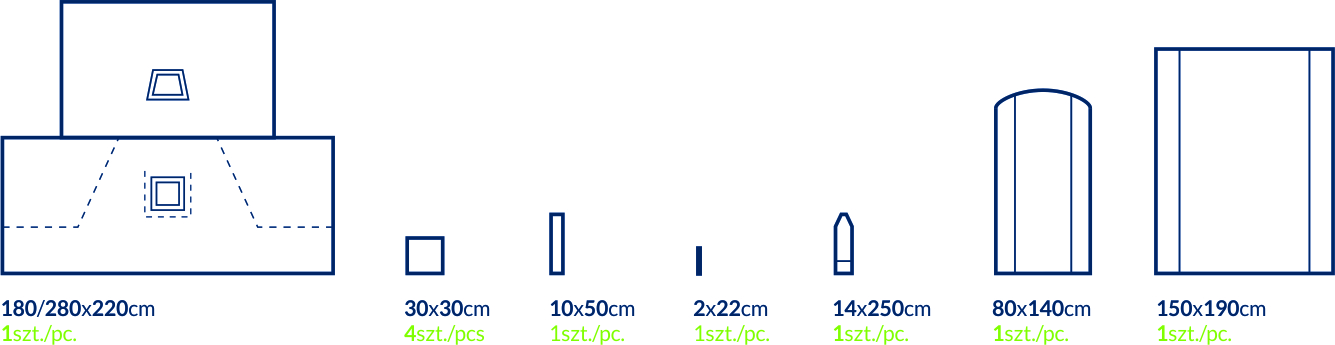 180/280x220cm
1szt./pc.
30x30cm
4szt./pcs
10x50cm
1szt./pc.
2x22cm
1szt./pc.
14x250cm
1szt./pc.
80x140cm
1szt./pc.
150x190cm
1szt./pc.